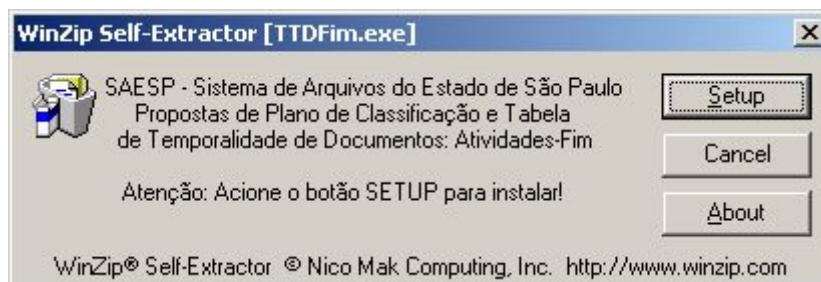 WinZip Self-Extractor [TTDFim.exe]
SAESP - Sistema de Arquivos do Estado de São Paulo
Propostas de Plano de Classificação e Tabela
de Temporalidade de Documentos: Atividades-Fim
Atenção: Acione o botão SETUP para instalar!
Setup
Cancel
About
WinZip® Self-Extractor © Nico Mak Computing, Inc. http://www.winzip.com